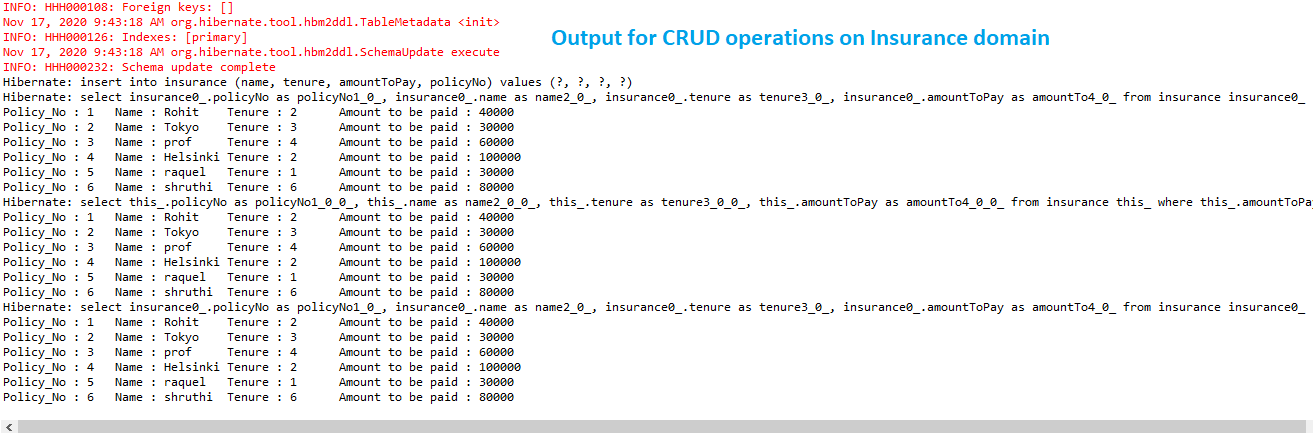 INFO: HHH000108: Foreign keys: []
Nov 17, 2020 9:43:18 AM org.hibernate.tool.hbm2ddl.TableMetadata <init>
INFO: HHH000126: Indexes: [primary]
Output for CRUD operations on Insurance domain
Nov 17, 2020 9:43:18 AM org.hibernate.tool.hbm2ddl.SchemaUpdate execute
INFO: HHH000232: Schema update complete
Hibernate: insert into insurance (name, tenure, amountToPay, policyNo) values (?, ?, ?, ?)
Hibernate: select insurance0_.policyNo as policyNo1_0_, insurance0_.name as name2_0_, insurance0_.tenure as tenure3_0_, insurance0_.amountToPay as amountTo4_0_ from insurance insurance0_
Policy_No : 1 Name : Rohit Tenure : 2 Amount to be paid : 40000
Policy_No : 2 Name : Tokyo Tenure : 3 Amount to be paid : 30000
Policy_No : 3 Name : prof Tenure : 4 Amount to be paid : 60000
Policy_No : 4 Name : Helsinki Tenure : 2 Amount to be paid : 100000
Policy_No : 5 Name : raquel Tenure : 1 Amount to be paid : 30000
Policy_No : 6 Name : shruthi Tenure : 6 Amount to be paid : 80000
Hibernate: select this_.policyNo as policyNo1_0_0_, this_.name as name2_0_0_, this_.tenure as tenure3_0_0_, this_.amountToPay as amountTo4_0_0_ from insurance this_ where this_.amountToPay
Policy_No : 1 Name : Rohit Tenure : 2 Amount to be paid : 40000
Policy_No : 2 Name : Tokyo Tenure : 3 Amount to be paid : 30000
Policy_No : 3 Name : prof Tenure : 4 Amount to be paid : 60000
Policy_No : 4 Name : Helsinki Tenure : 2 Amount to be paid : 100000
Policy_No : 5 Name : raquel Tenure : 1 Amount to be paid : 30000
Policy_No : 6 Name : shruthi Tenure : 6 Amount to be paid : 80000
Hibernate: select insurance0_.policyNo as policyNo1_0_, insurance0_.name as name2_0_, insurance0_.tenure as tenure3_0_, insurance0_.amountToPay as amountTo4_0_ from insurance insurance0_
Policy_No : 1 Name : Rohit Tenure : 2 Amount to be paid : 40000
Policy_No : 2 Name : Tokyo Tenure : 3 Amount to be paid : 30000
Policy_No : 3 Name : prof Tenure : 4 Amount to be paid : 60000
Policy_No : 4 Name : Helsinki Tenure : 2 Amount to be paid : 100000
Policy_No : 5 Name : raquel Tenure : 1 Amount to be paid : 30000
Policy_No : 6 Name : shruthi Tenure : 6 Amount to be paid : 80000